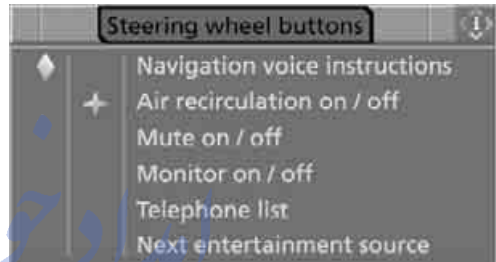 Steering wheel buttons
Navigation voice instructions
Air recirculation on / off
Mute on / off
Monitor on / off
Telephone list
Next entertainment source